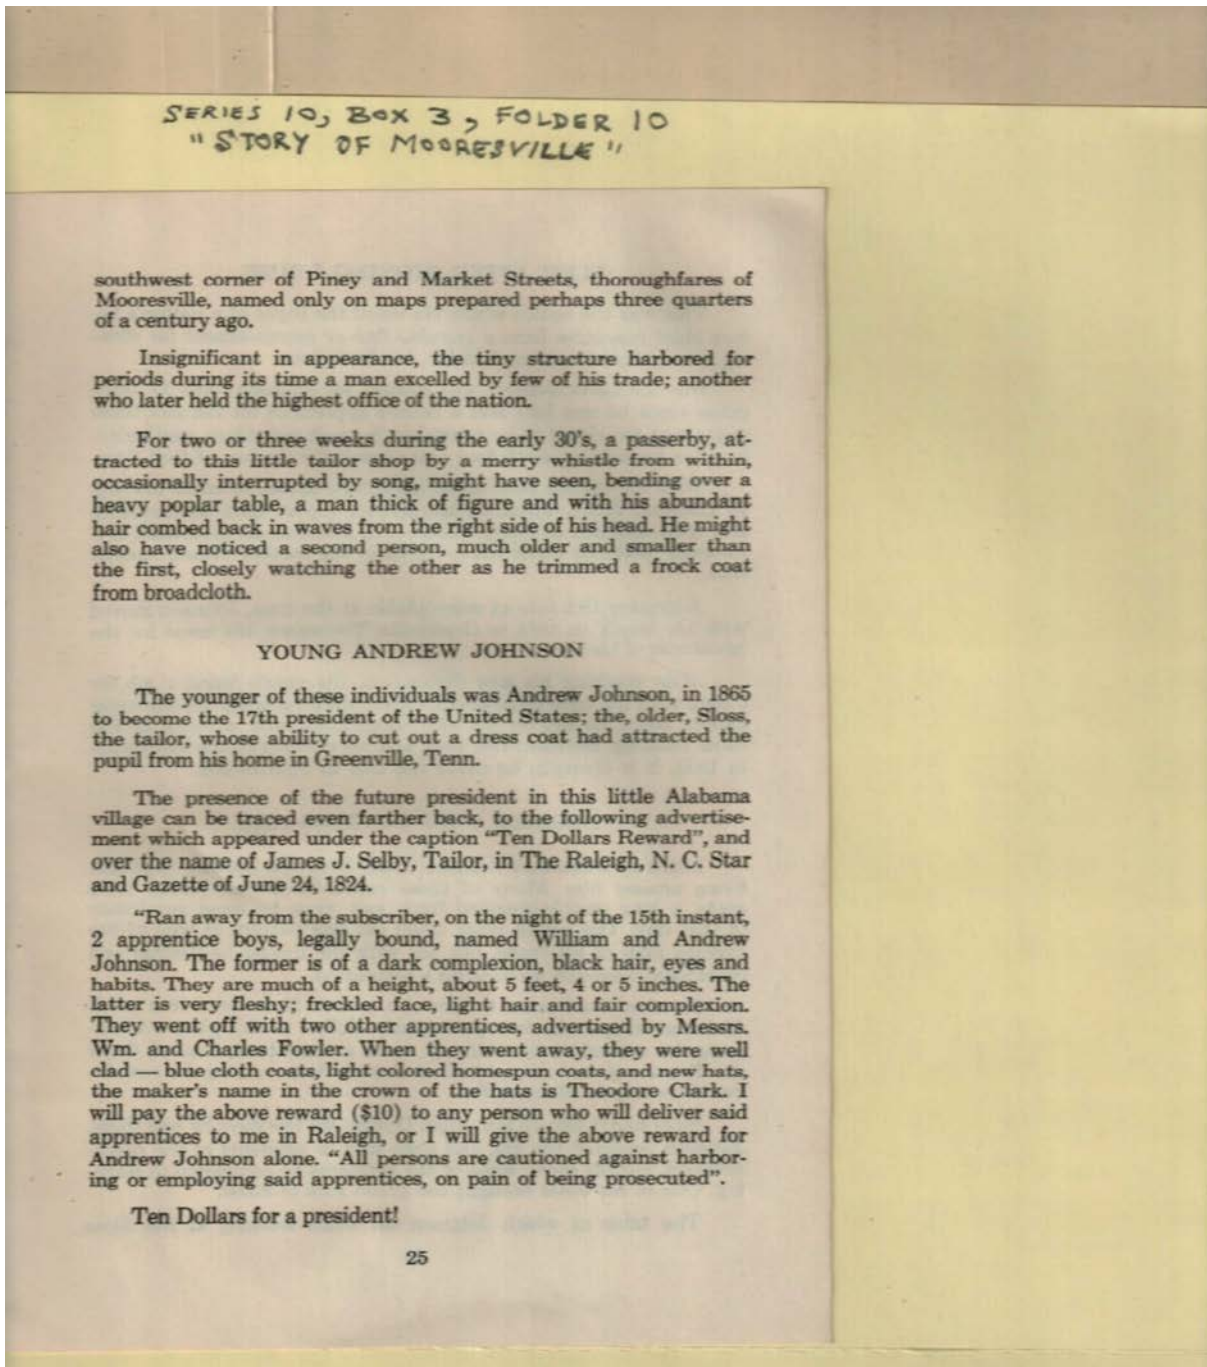 SERIES 10, BOX 3, FOLDER 10
"STORY OF MOORESVILLE"
southwest corner of Piney and Market Streets, thoroughfares of
Mooresville, named only on maps prepared perhaps three quarters
of a century ago.
Insignificant in appearance, the tiny structure harbored for
periods during its time a man excelled by few of his trade; another
who later held the highest office of the nation.
For two or three weeks during the early 30's, a passerby, at-
tracted to this little tailor shop by a merry whistle from within,
occasionally interrupted by song, might have seen, bending over a
heavy poplar table, a man thick of figure and with his abundant
hair combed back in waves from the right side of his head. He might
also have noticed a second person, much older and smaller than
the first, closely watching the other as he trimmed a frock coat
from broadcloth.
YOUNG ANDREW JOHNSON
The younger of these individuals was Andrew Johnson, in 1865
to become the 17th president of the United States; the, older, Sloss,
the tailor, whose ability to cut out a dress coat had attracted the
pupil from his home in Greenville, Tenn.
The presence of the future president in this little Alabama
village can be traced even farther back, to the following advertise-
ment which appeared under the caption "Ten Dollars Reward", and
over the name of James J. Selby, Tailor, in The Raleigh, N. C. Star
and Gazette of June 24, 1824.
"Ran away from the subscriber, on the night of the 15th instant,
2 apprentice boys, legally bound, named William and Andrew
Johnson. The former is of a dark complexion, black hair, eyes and
habits. They are much of a height, about 5 feet, 4 or 5 inches. The
latter is very fleshy; freckled face, light hair and fair complexion.
They went off with two other apprentices, advertised by Messrs.
Wm. and Charles Fowler. When they went away, they were well
clad — blue cloth coats, light colored homespun coats, and new hats,
the maker's name in the crown of the hats is Theodore Clark. I
will pay the above reward ($10) to any person who will deliver said
apprentices to me in Raleigh, or I will give the above reward for
Andrew Johnson alone. "All persons are cautioned against harbor-
ing or employing said apprentices, on pain of being prosecuted".
Ten Dollars for a president!
25